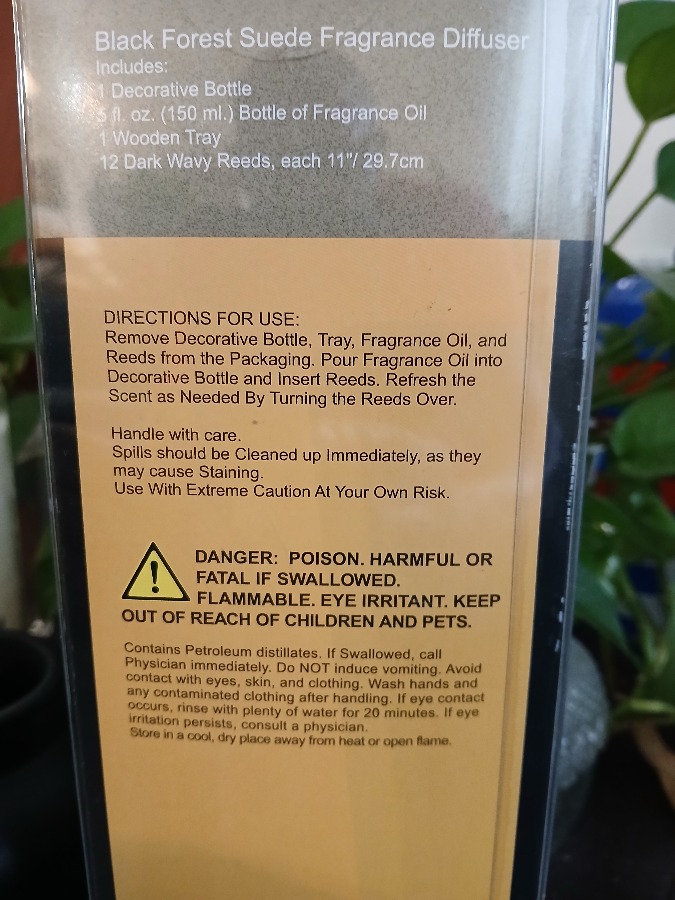 Black Forest Suede Fragrance Diffuser
Includes:
1 Decorative Bottle
5 fl. oz. (150 ml.) Bottle of Fragrance Oil
1 Wooden Tray
12 Dark Wavy Reeds, each 11"/ 29.7cm
DIRECTIONS FOR USE:
Remove Decorative Bottle, Tray, Fragrance Oil, and
Reeds from the Packaging. Pour Fragrance Oil into
Decorative Bottle and Insert Reeds. Refresh the
Scent as Needed By Turning the Reeds Over.
Handle with care.
Spills should be Cleaned up Immediately, as they
may cause Staining.
Use With Extreme Caution At Your Own Risk.
DANGER: POISON. HARMFUL OR
FATAL IF SWALLOWED.
FLAMMABLE. EYE IRRITANT. KEEP
OUT OF REACH OF CHILDREN AND PETS.
Contains Petroleum distillates. If Swallowed, call
Physician immediately. Do NOT induce vomiting. Avoid
contact with eyes, skin, and clothing. Wash hands and
any contaminated clothing after handling. If eye contact
occurs, rinse with plenty of water for 20 minutes. If eye
irritation persists, consult a physician.
Store in a cool, dry place away from heat or open flame.